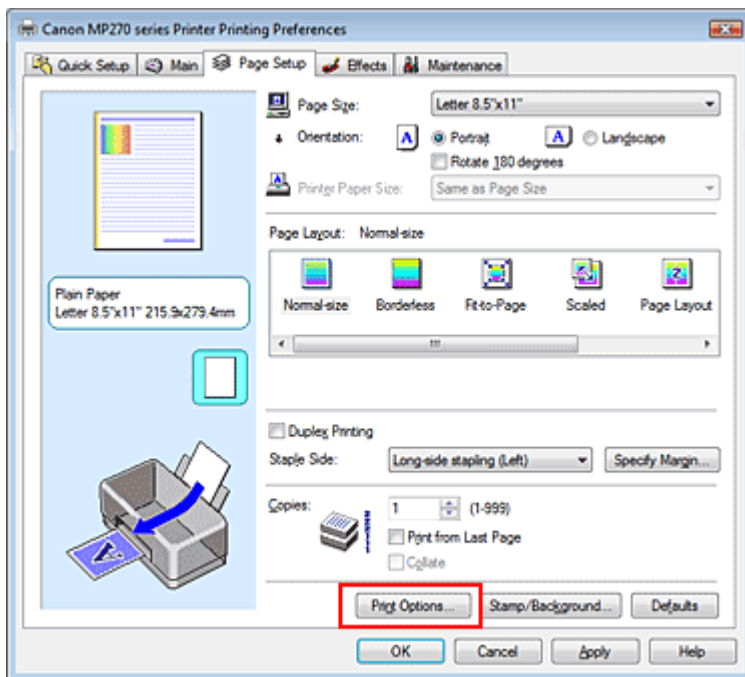 Canon MP270 series Printer Printing Preferences
Quick Setup Main Page Setup Effects Maintenance
Page Size: Letter 8.5"x11"
Orientation: A Portrait A Landscape
Rotate 180 degrees
Printer Paper Size: Same as Page Size
Page Layout: Normal-size
Normal-size Borderless Fit-to-Page Scaled Page Layout
Plain Paper
Letter 8.5"x11" 215.9x279.4mm
Duplex Printing
Staple Side: Long-side stapling (Left) Specify Margin...
Copies: 1 (1-999)
Print from Last Page
Collate
A
Print Options... Stamp/Background... Defaults
OK Cancel Apply Help